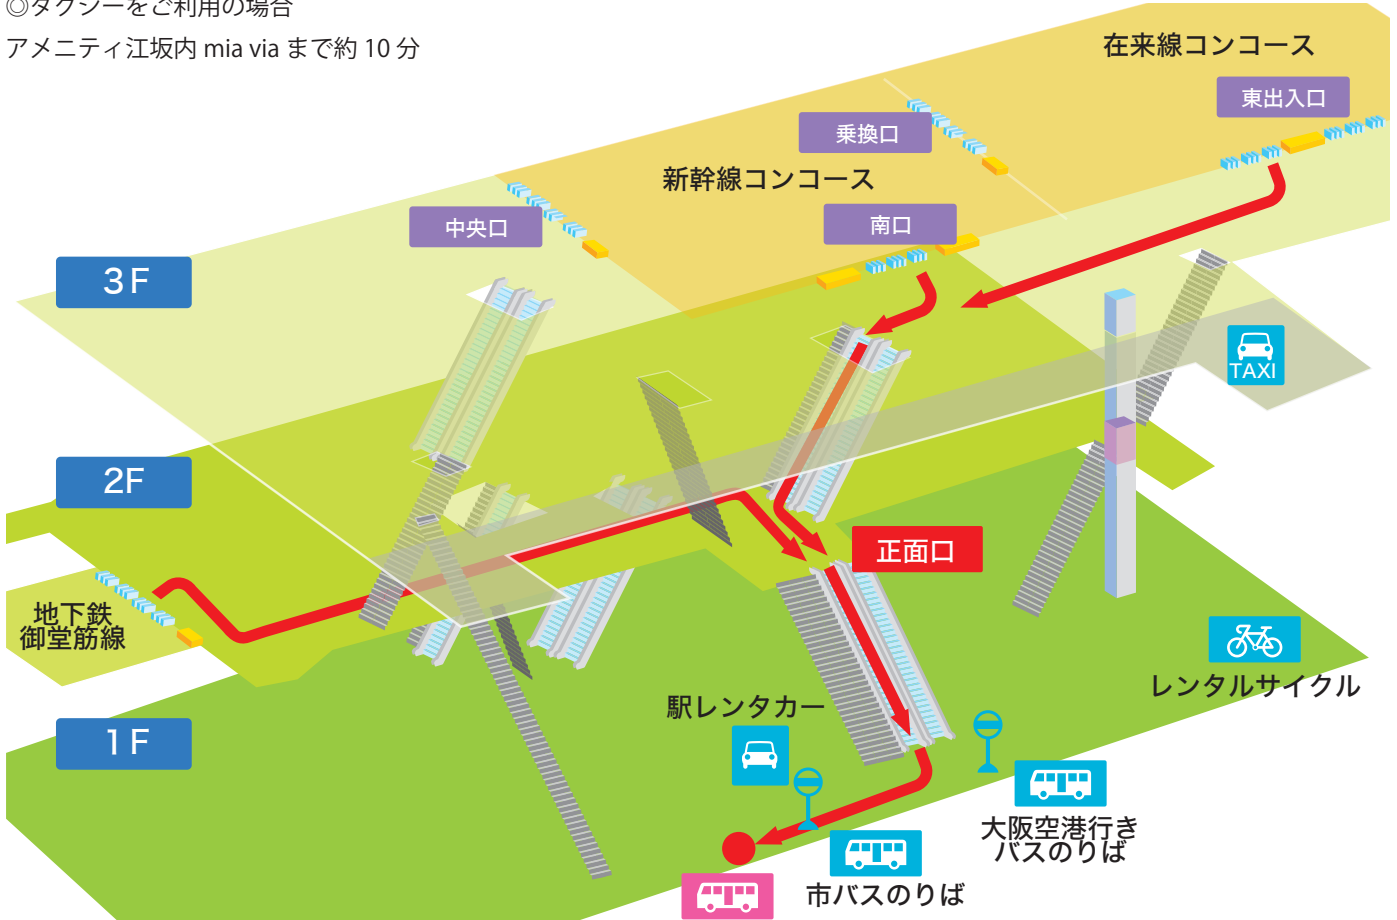 ◎タクシーをご利用の場合
アメニティ江坂内 mia via まで約 10 分
在来線コンコース
東出入口
乗換口
新幹線コンコース
中央口
南口
3F
TAXI
2F
正面口
地下鉄
御堂筋線
レンタルサイクル
駅レンタカー
1F
大阪空港行き
バスのりば
市バスのりば